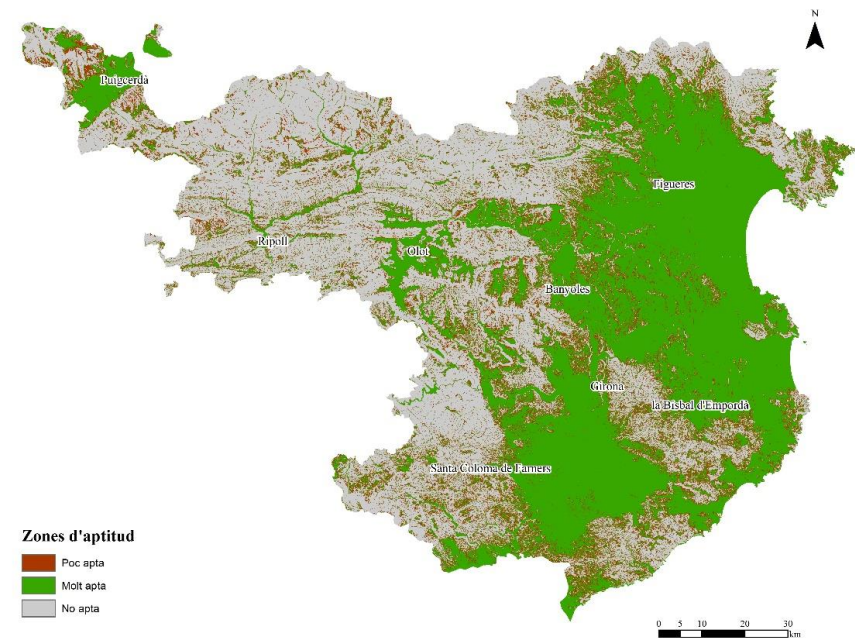 N
Puigcerdà
Figueres
Ripoll
Olot
Banyoles
Girona
la Bisbal d'Empordà
Santa Coloma de Farners
Zones d'aptitud
Poc apta
Molt apta
No apta
0 5 10 20 30
km